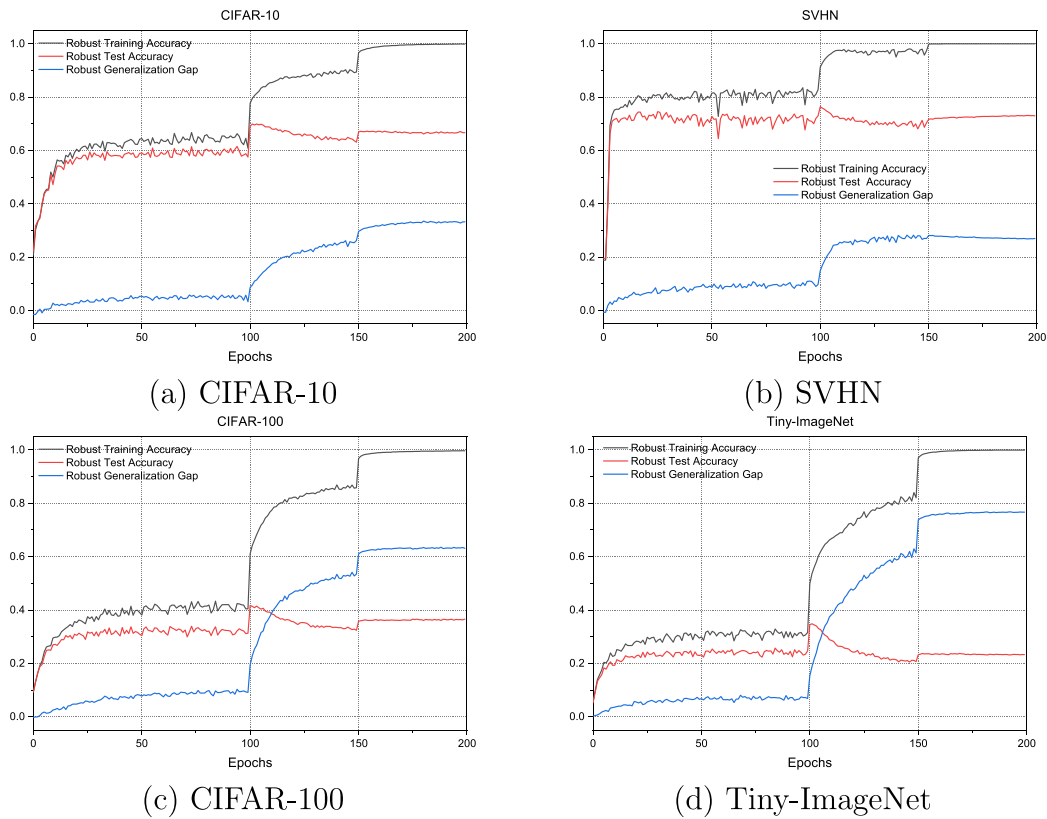 CIFAR-10
1.0
0.8
0.6
0.4
0.2
0.0
Robust Training Accuracy
Robust Test Accuracy
Robust Generalization Gap
0 50 100 150 200
Epochs
(a) CIFAR-10
SVHN
1.0
0.8
0.6
0.4
0.2
0.0
Robust Training Accuracy
Robust Test Accuracy
Robust Generalization Gap
0 50 100 150 200
Epochs
(b) SVHN
CIFAR-100
1.0
0.8
0.6
0.4
0.2
0.0
Robust Training Accuracy
Robust Test Accuracy
Robust Generalization Gap
0 50 100 150 200
Epochs
(c) CIFAR-100
Tiny-ImageNet
1.0
0.8
0.6
0.4
0.2
0.0
Robust Training Accuracy
Robust Test Accuracy
Robust Generalization Gap
0 50 100 150 200
Epochs
(d) Tiny-ImageNet